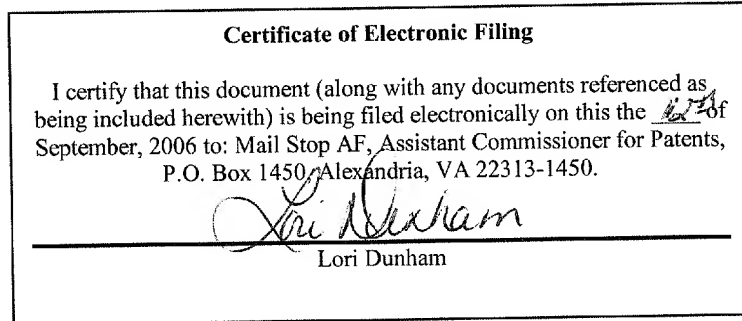 Certificate of Electronic Filing
I certify that this document (along with any documents referenced as
being included herewith) is being filed electronically on this the of
September, 2006 to: Mail Stop AF, Assistant Commissioner for Patents,
P.O. Box 1450, Alexandria, VA 22313-1450.
Lori Dunham
Lori Dunham